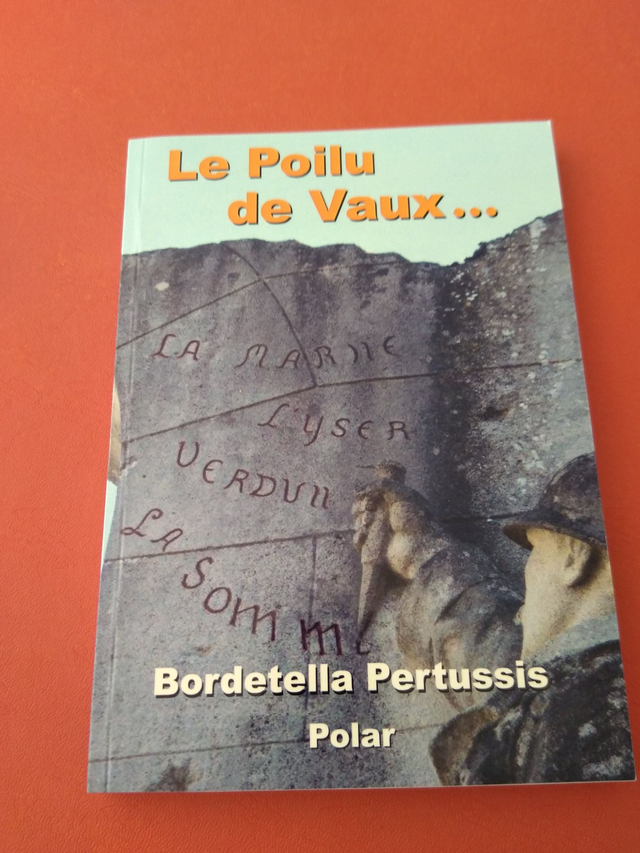 Le Poilu
de Vaux...
LA MARNE
L'YSER
VERDUN
LA
SOMME
Bordetella Pertussis
Polar